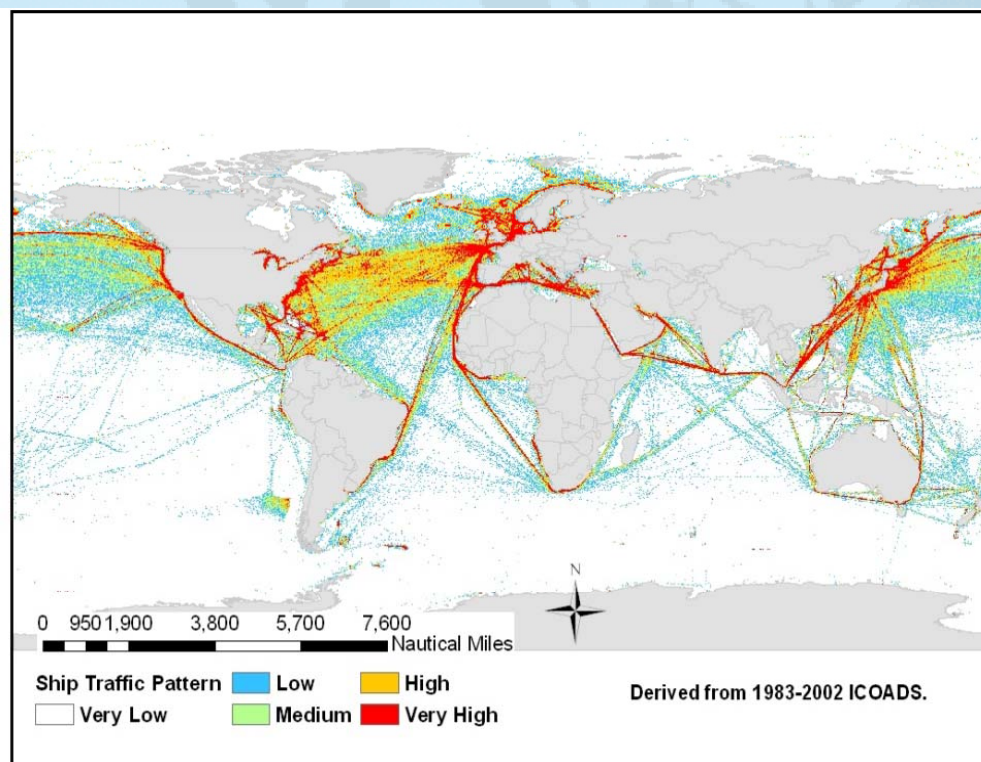 N
0 950 1,900 3,800 5,700 7,600
Nautical Miles
Ship Traffic Pattern Low High
Very Low Medium Very High
Derived from 1983-2002 ICOADS.